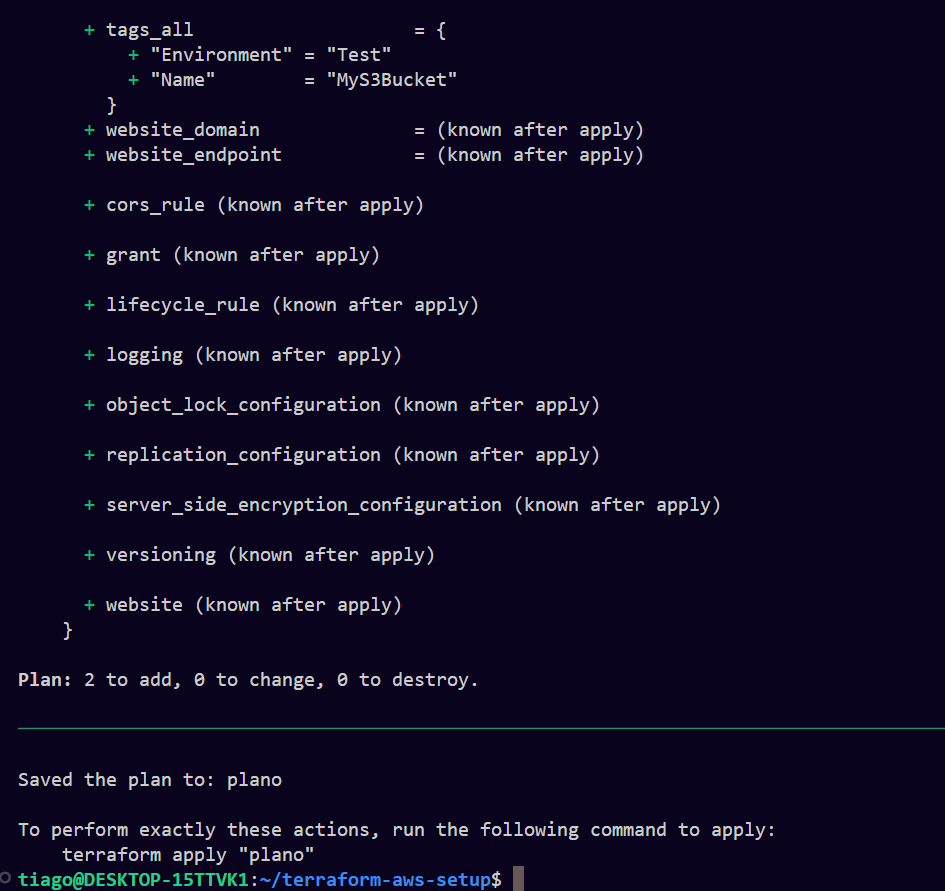 + tags_all                    = {
+ "Environment" = "Test"
+ "Name"        = "MyS3Bucket"
}
+ website_domain              = (known after apply)
+ website_endpoint            = (known after apply)
+ cors_rule (known after apply)
+ grant (known after apply)
+ lifecycle_rule (known after apply)
+ logging (known after apply)
+ object_lock_configuration (known after apply)
+ replication_configuration (known after apply)
+ server_side_encryption_configuration (known after apply)
+ versioning (known after apply)
+ website (known after apply)
}
Plan: 2 to add, 0 to change, 0 to destroy.
Saved the plan to: plano
To perform exactly these actions, run the following command to apply:
terraform apply "plano"
tiago@DESKTOP-15TTVK1:~/terraform-aws-setup$